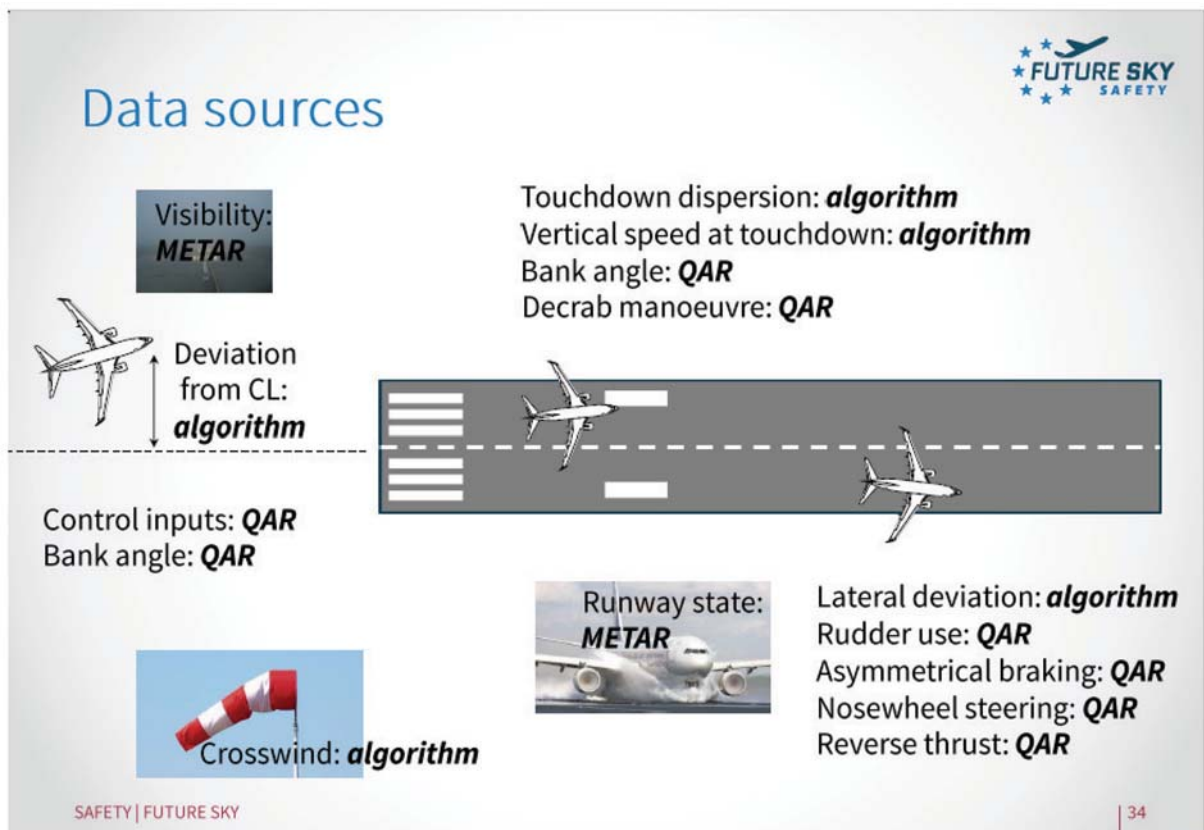 FUTURE SKY
SAFETY
Data sources
Visibility:
METAR
Touchdown dispersion: algorithm
Vertical speed at touchdown: algorithm
Bank angle: QAR
Decrab manoeuvre: QAR
Deviation
from CL:
algorithm
Control inputs: QAR
Bank angle: QAR
Runway state:
METAR
Lateral deviation: algorithm
Rudder use: QAR
Asymmetrical braking: QAR
Nosewheel steering: QAR
Reverse thrust: QAR
Crosswind: algorithm
SAFETY | FUTURE SKY
| 34